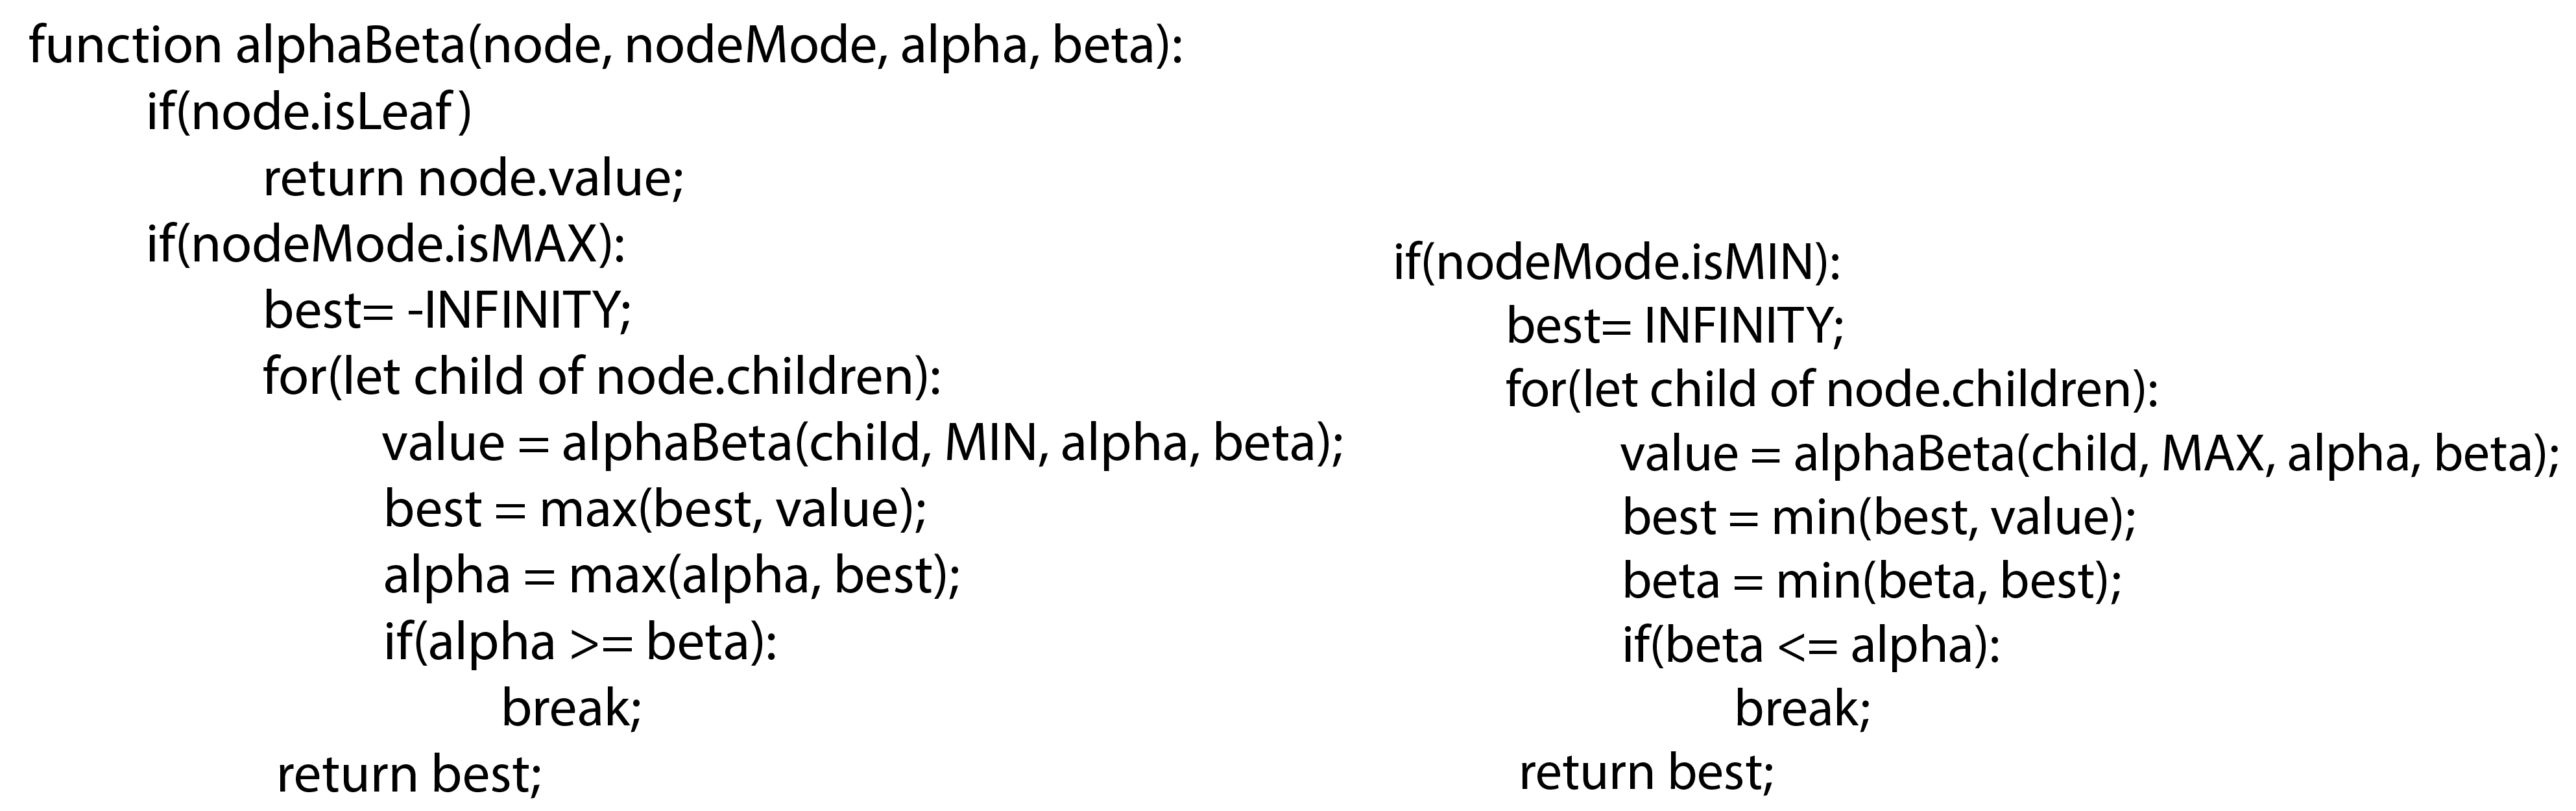 function alphaBeta(node, nodeMode, alpha, beta):
if(node.isLeaf)
return node.value;
if(nodeMode.isMAX):
best= -INFINITY;
for(let child of node.children):
value = alphaBeta(child, MIN, alpha, beta);
best = max(best, value);
alpha = max(alpha, best);
if(alpha >= beta):
break;
return best;
if(nodeMode.isMIN):
best= INFINITY;
for(let child of node.children):
value = alphaBeta(child, MAX, alpha, beta);
best = min(best, value);
beta = min(beta, best);
if(beta <= alpha):
break;
return best;